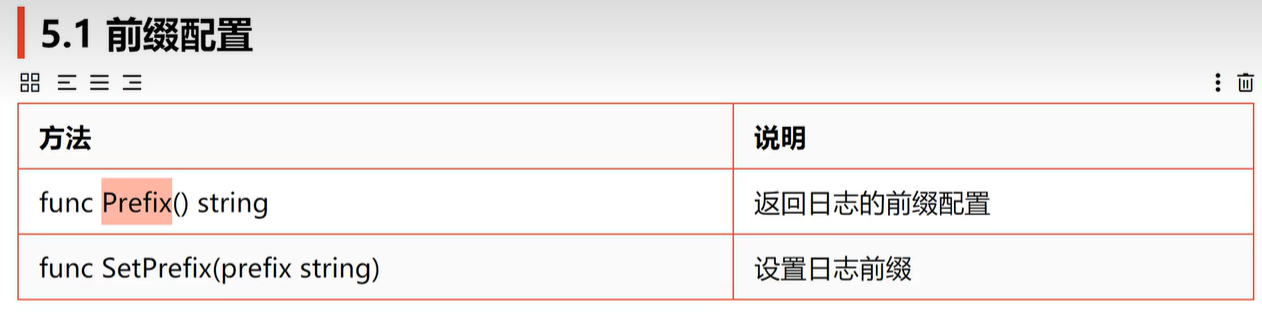 5.1 前缀配置
方法 说明
func Prefix() string 返回日志的前缀配置
func SetPrefix(prefix string) 设置日志前缀